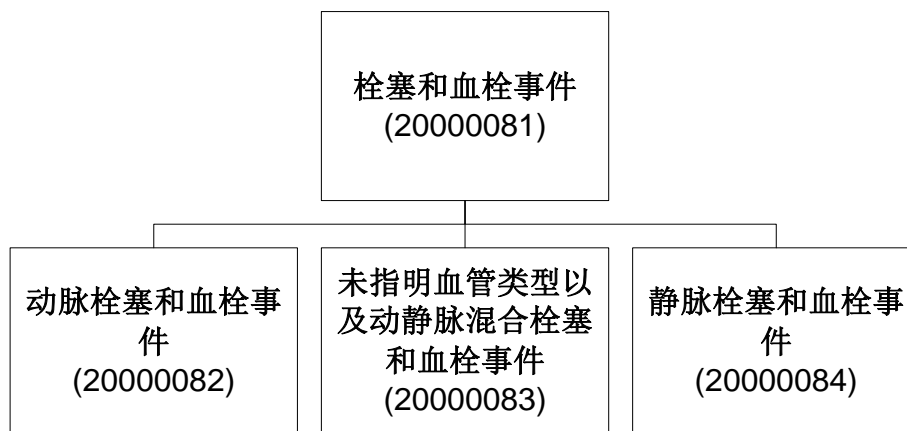 栓塞和血栓事件
(20000081)
动脉栓塞和血栓事
件
(20000082)
未指明血管类型以
及动静脉混合栓塞
和血栓事件
(20000083)
静脉栓塞和血栓事
件
(20000084)